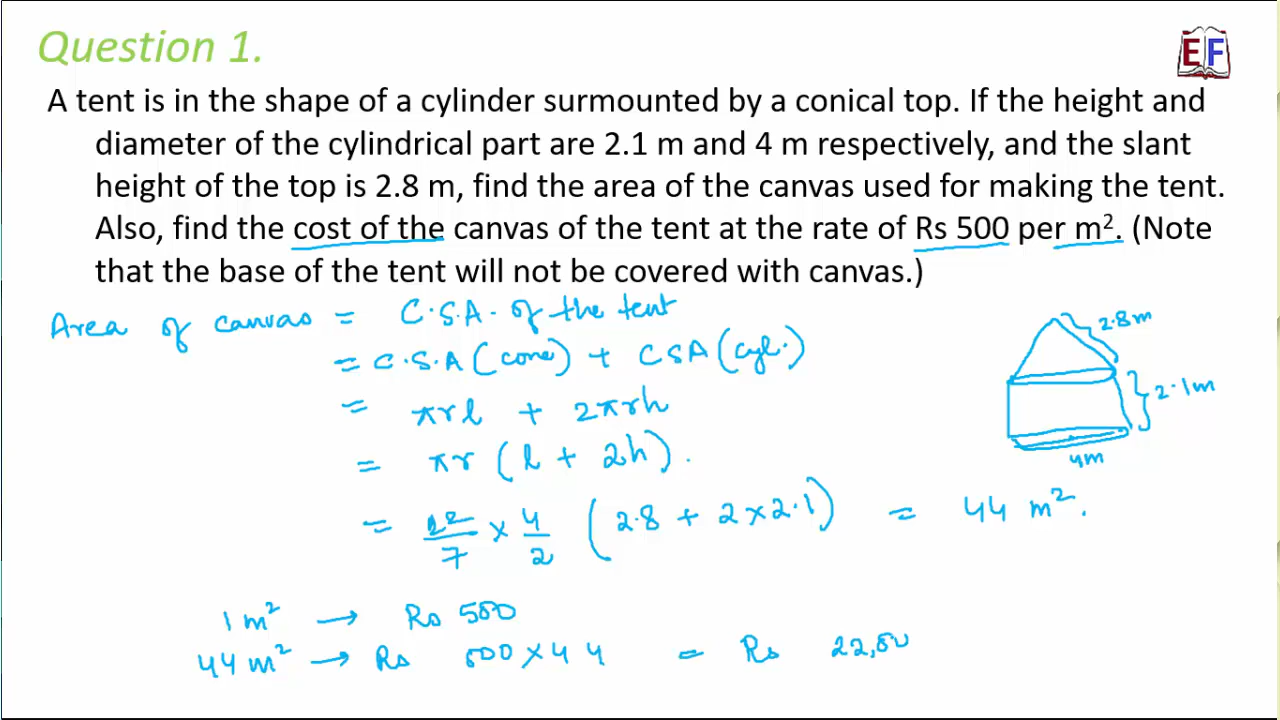 Question 1.
EF
A tent is in the shape of a cylinder surmounted by a conical top. If the height and
diameter of the cylindrical part are 2.1 m and 4 m respectively, and the slant
height of the top is 2.8 m, find the area of the canvas used for making the tent.
Also, find the cost of the canvas of the tent at the rate of Rs 500 per m². (Note
that the base of the tent will not be covered with canvas.)
Area of canvas = C.S.A. of the tent
= C.S.A (cone) + CSA (cyl.)
= πrl + 2πrh
= πr (l + 2h).
= 22/7 × 4/2 (2.8 + 2×2.1) = 44 m².
2.8m
2.1m
4m
1 m² → Rs 500
44 m² → Rs 500×44 = Rs